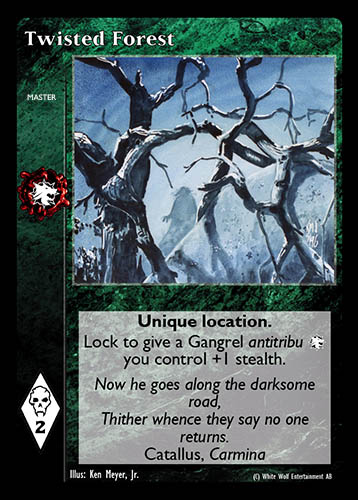 Twisted Forest
MASTER
Unique location.
Lock to give a Gangrel antitribu
you control +1 stealth.
Now he goes along the darksome
road,
Thither whence they say no one
returns.
Catallus, Carmina
2
Illus: Ken Meyer, Jr.
(C) White Wolf Entertainment AB